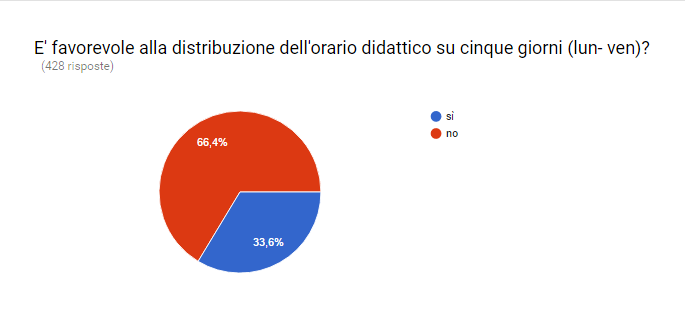 E' favorevole alla distribuzione dell'orario didattico su cinque giorni (lun- ven)?
(428 risposte)
sì
no
66,4%
33,6%